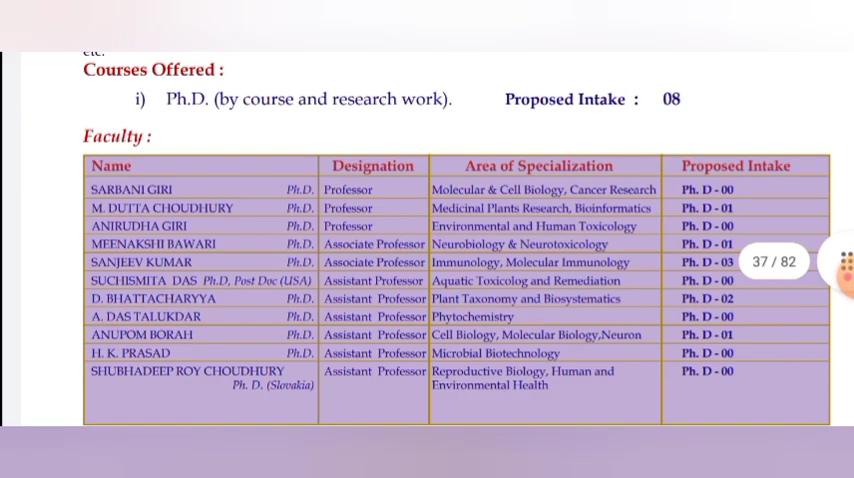 etc.
Courses Offered :
i) Ph.D. (by course and research work). Proposed Intake : 08
Faculty :
Name Designation Area of Specialization Proposed Intake
SARBANI GIRI Ph.D. Professor Molecular & Cell Biology, Cancer Research Ph. D - 00
M. DUTTA CHOUDHURY Ph.D. Professor Medicinal Plants Research, Bioinformatics Ph. D - 01
ANIRUDHA GIRI Ph.D. Professor Environmental and Human Toxicology Ph. D - 00
MEENAKSHI BAWARI Ph.D. Associate Professor Neurobiology & Neurotoxicology Ph. D - 01
SANJEEV KUMAR Ph.D. Associate Professor Immunology, Molecular Immunology Ph. D - 03
37 / 82
SUCHISMITA DAS Ph.D, Post Doc (USA) Assistant Professor Aquatic Toxicolog and Remediation Ph. D - 00
D. BHATTACHARYYA Ph.D. Assistant Professor Plant Taxonomy and Biosystematics Ph. D - 02
A. DAS TALUKDAR Ph.D. Assistant Professor Phytochemistry Ph. D - 00
ANUPOM BORAH Ph.D. Assistant Professor Cell Biology, Molecular Biology,Neuron Ph. D - 01
H. K. PRASAD Ph.D. Assistant Professor Microbial Biotechnology Ph. D - 00
SHUBHADEEP ROY CHOUDHURY Assistant Professor Reproductive Biology, Human and Ph. D - 00
Ph. D. (Slovakia) Environmental Health